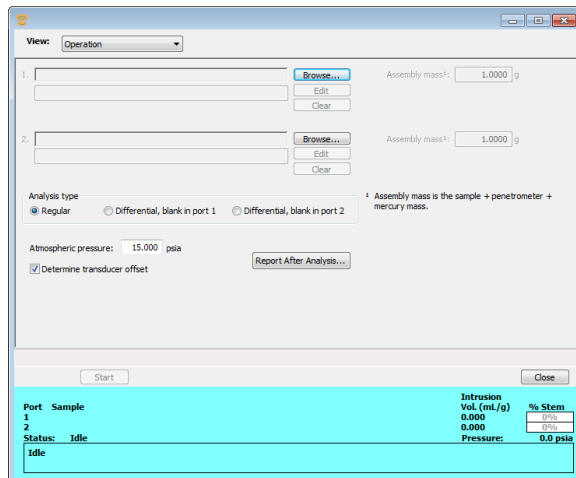 View: Operation
1. Browse... Assembly mass¹: 1.0000 g
Edit
Clear
2. Browse... Assembly mass¹: 1.0000 g
Edit
Clear
Analysis type
Regular Differential, blank in port 1 Differential, blank in port 2
¹ Assembly mass is the sample + penetrometer +
mercury mass.
Atmospheric pressure: 15.000 psia
Determine transducer offset
Report After Analysis...
Start Close
Intrusion
Port Sample Vol. (mL/g) % Stem
1 0.000 0%
2 0.000 0%
Status: Idle Pressure: 0.0 psia
Idle